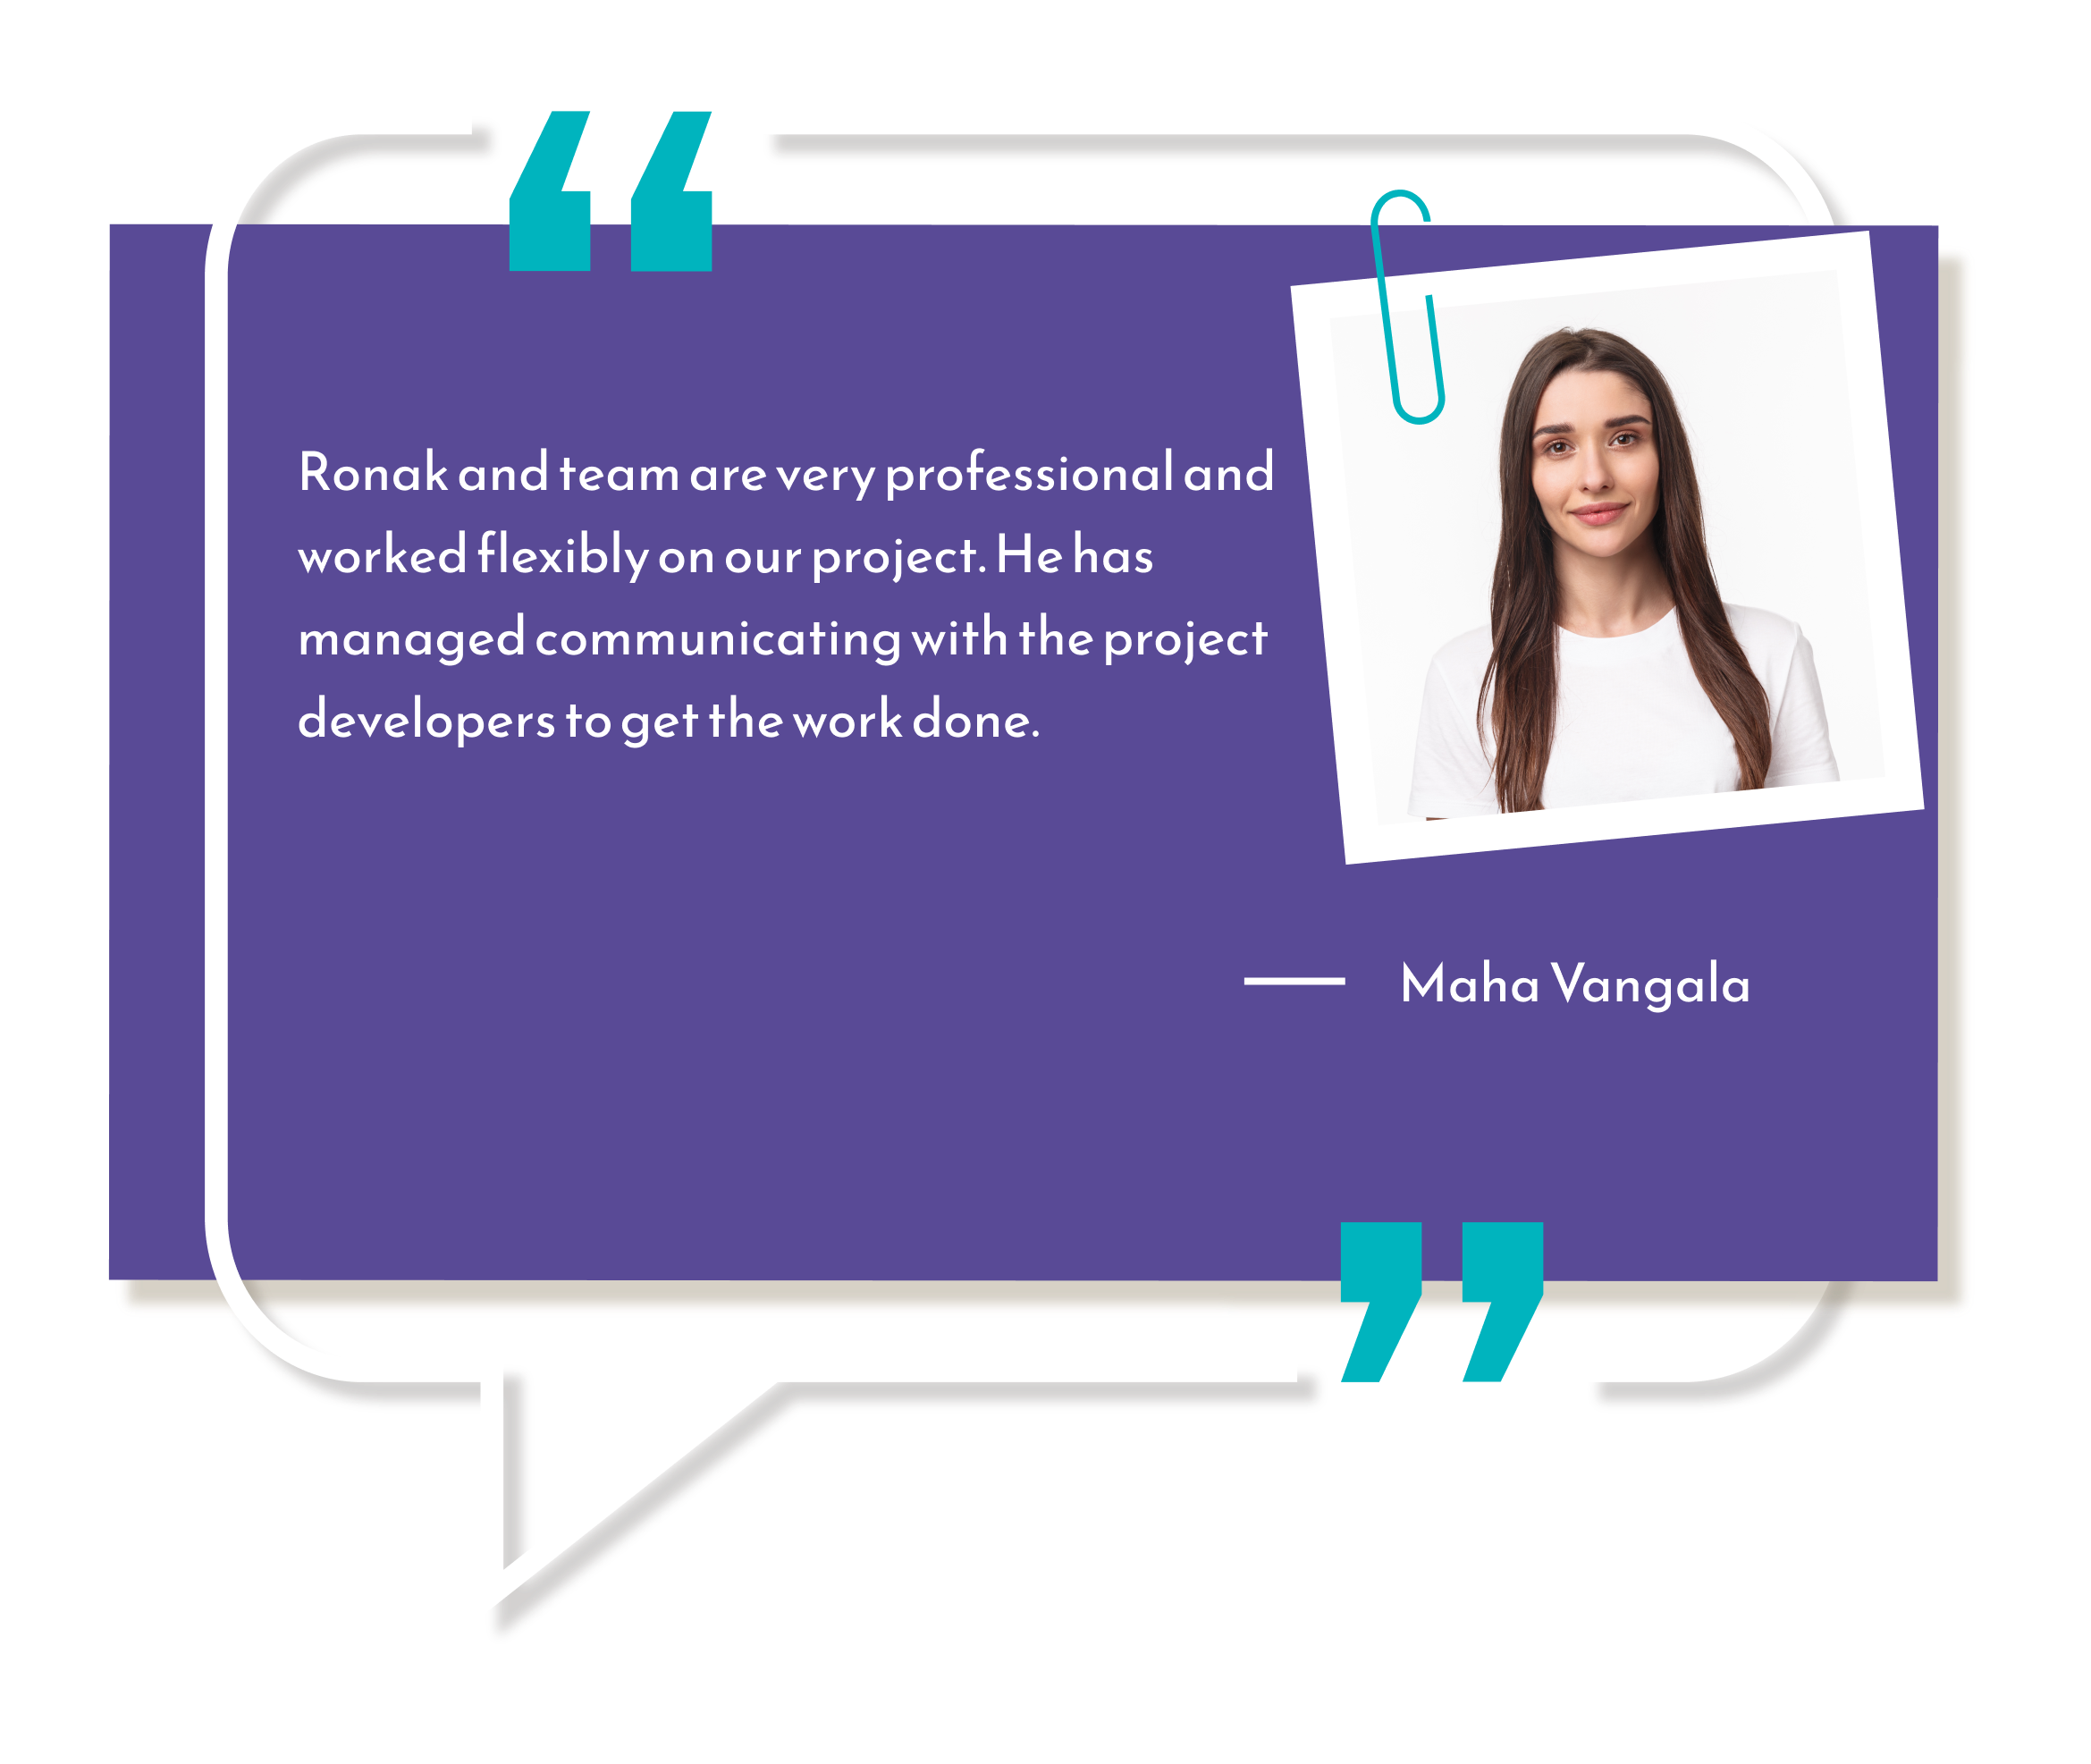 Ronak and team are very professional and
worked flexibly on our project. He has
managed communicating with the project
developers to get the work done.
Maha Vangala